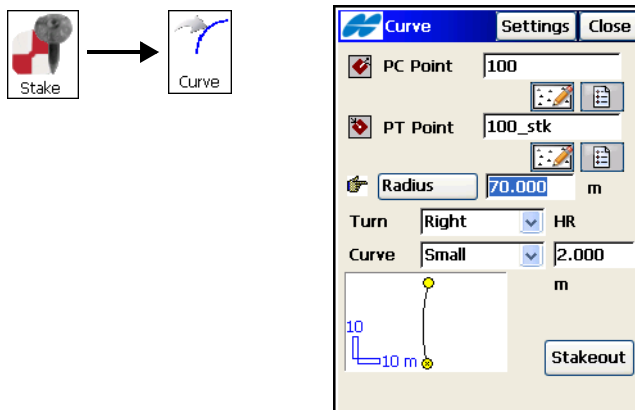 Stake
Curve
Curve Settings Close
PC Point 100
PT Point 100_stk
Radius 70.000 m
Turn Right HR
Curve Small 2.000
m
10
10 m
Stakeout